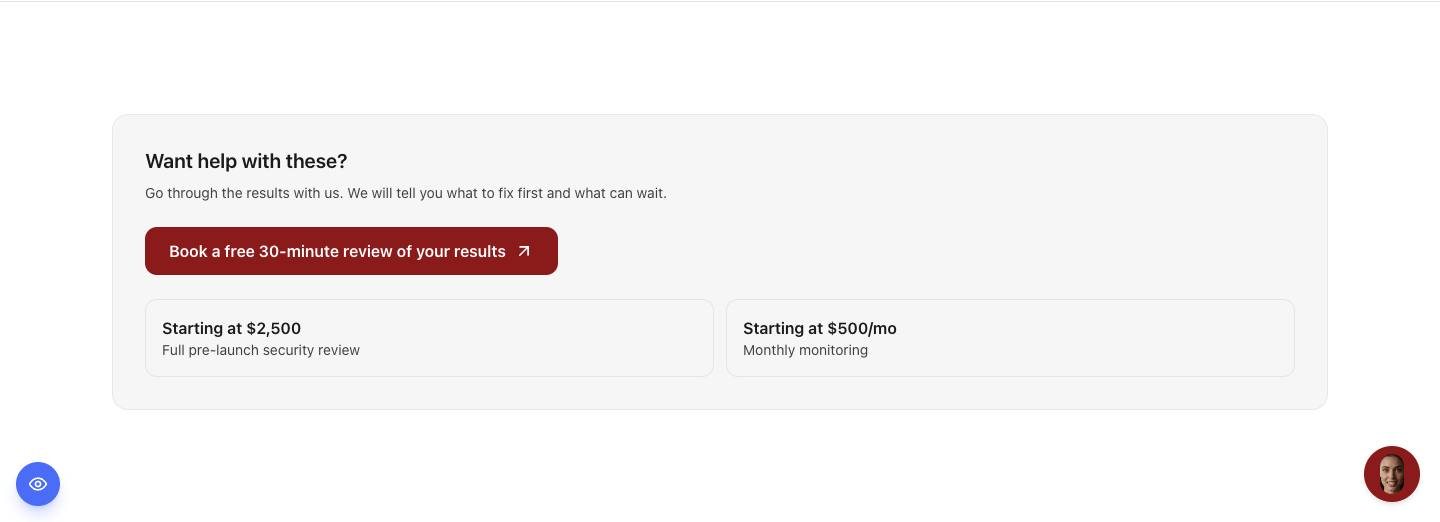 Want help with these?
Go through the results with us. We will tell you what to fix first and what can wait.
Book a free 30-minute review of your results
Starting at $2,500
Full pre-launch security review
Starting at $500/mo
Monthly monitoring